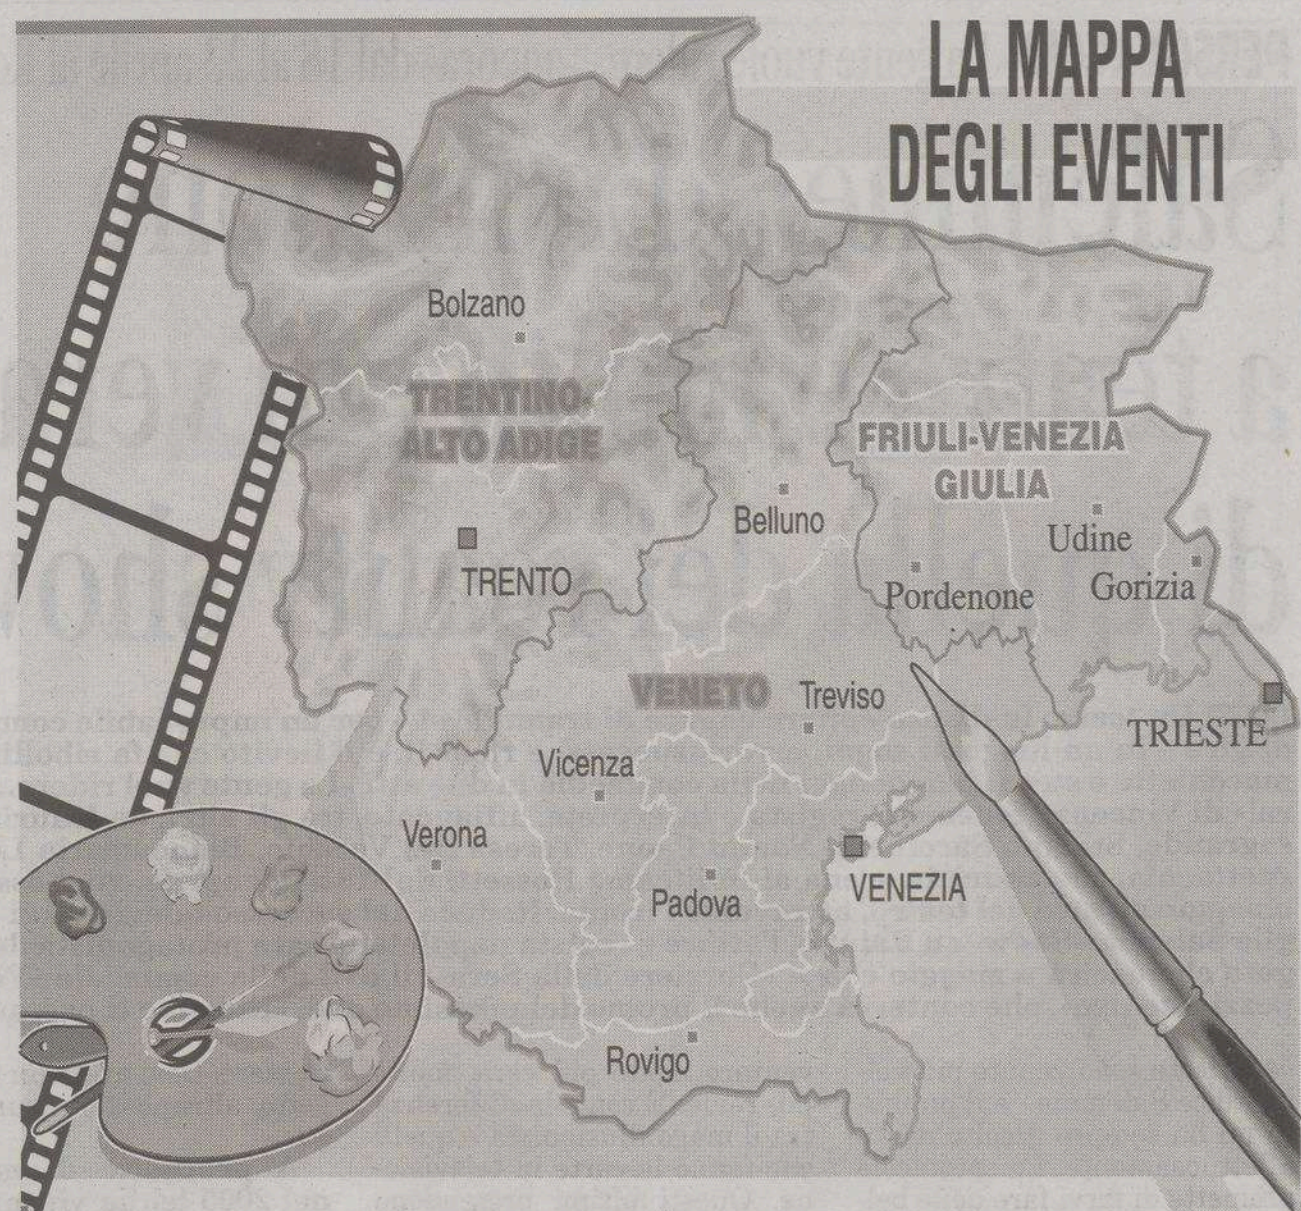 LA MAPPA
DEGLI EVENTI
Bolzano
TRENTINO-
ALTO ADIGE
FRIULI-VENEZIA
GIULIA
Belluno
Udine
TRENTO
Pordenone
Gorizia
VENETO
Treviso
TRIESTE
Vicenza
Verona
VENEZIA
Padova
Rovigo